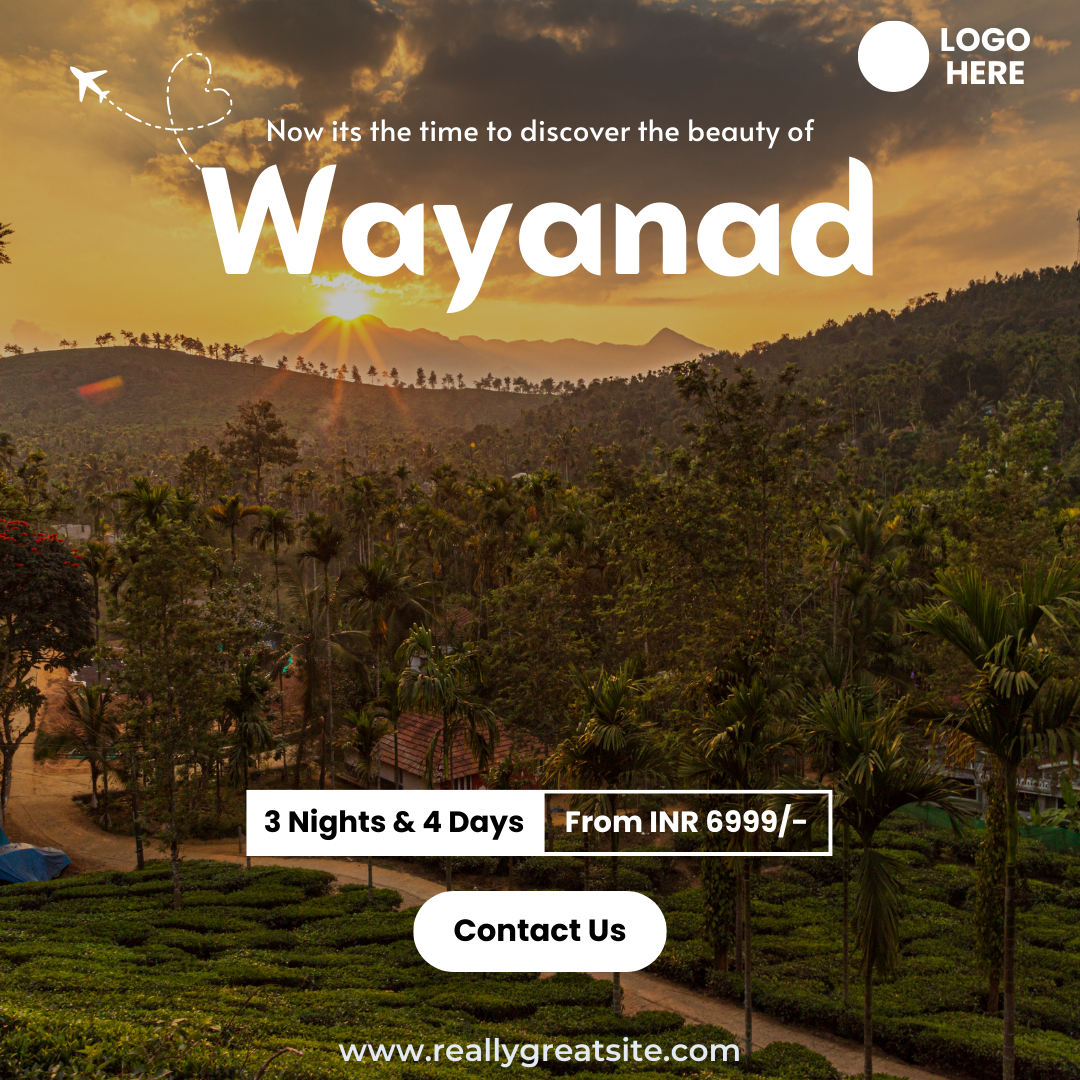 LOGO
HERE
Now its the time to discover the beauty of
Wayanad
3 Nights & 4 Days
From INR 6999/-
Contact Us
www.reallygreatsite.com